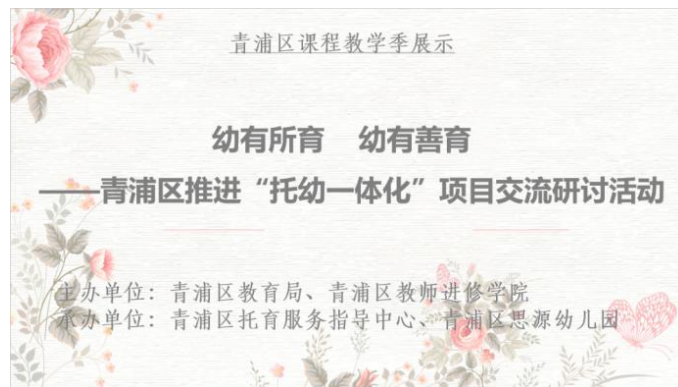 青浦区课程教学季展示
幼有所育 幼有善育
——青浦区推进“托幼一体化”项目交流研讨活动
主办单位：青浦区教育局、青浦区教师进修学院
承办单位：青浦区托育服务指导中心、青浦区思源幼儿园